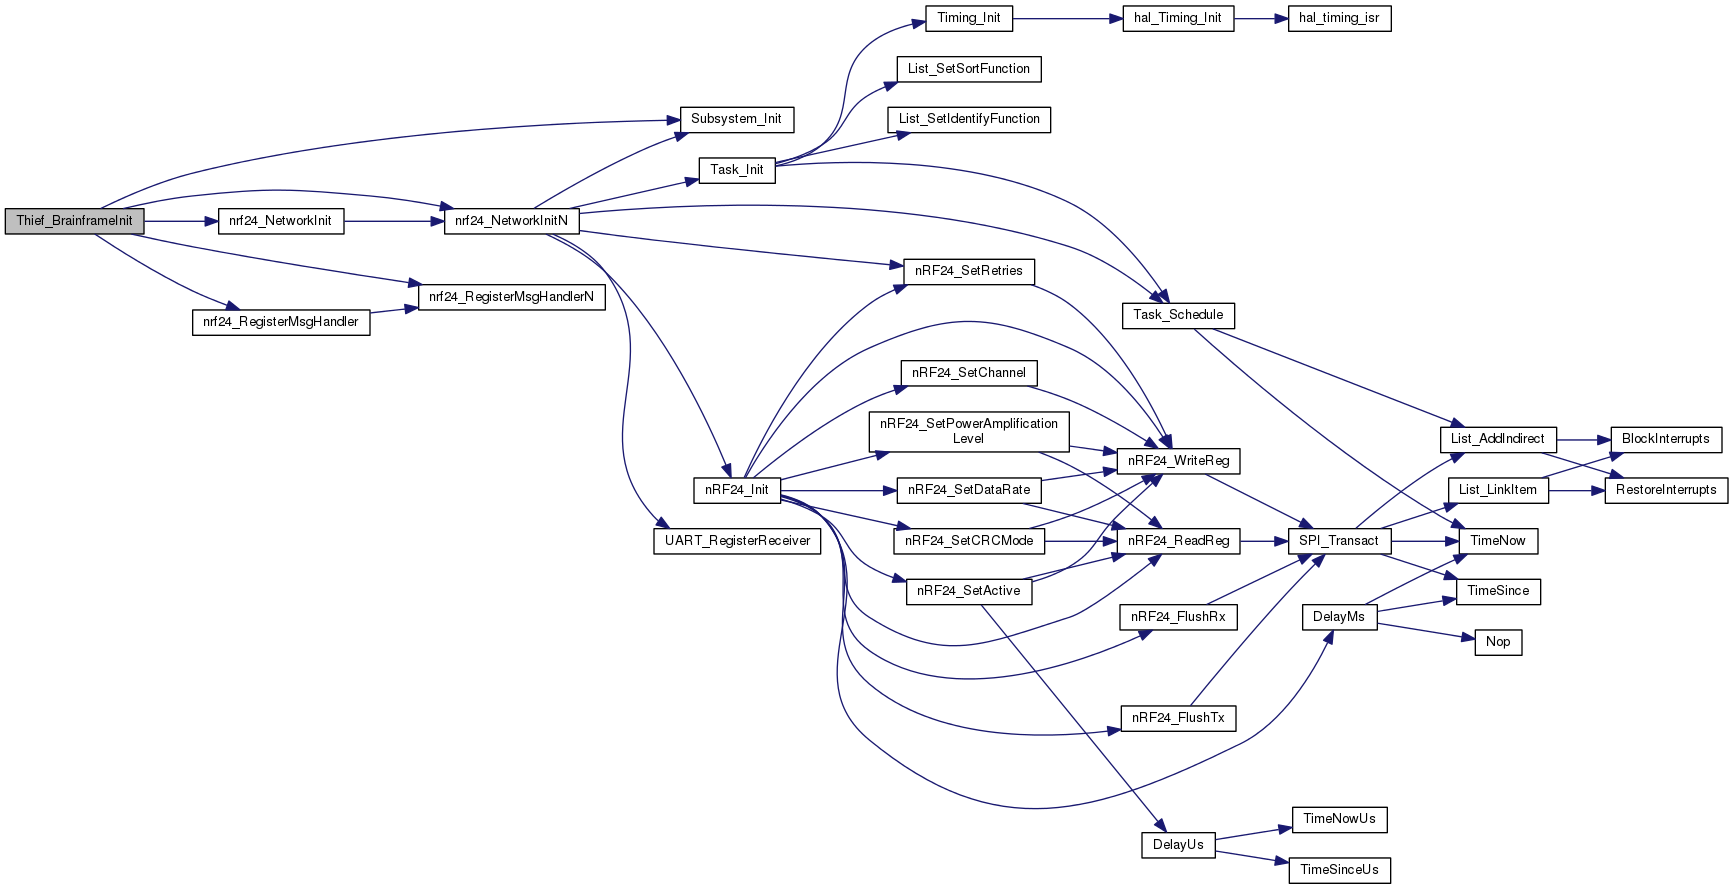 Timing_Init
hal_Timing_Init
hal_timing_isr
List_SetSortFunction
Subsystem_Init
List_SetIdentifyFunction
Task_Init
Thief_BrainframeInit
nrf24_NetworkInit
nrf24_NetworkInitN
nRF24_SetRetries
nrf24_RegisterMsgHandlerN
nrf24_RegisterMsgHandler
Task_Schedule
nRF24_SetChannel
nRF24_SetPowerAmplification
Level
List_AddIndirect
BlockInterrupts
nRF24_WriteReg
nRF24_Init
nRF24_SetDataRate
List_LinkItem
RestoreInterrupts
UART_RegisterReceiver
nRF24_SetCRCMode
nRF24_ReadReg
SPI_Transact
TimeNow
nRF24_SetActive
TimeSince
nRF24_FlushRx
DelayMs
Nop
nRF24_FlushTx
TimeNowUs
DelayUs
TimeSinceUs